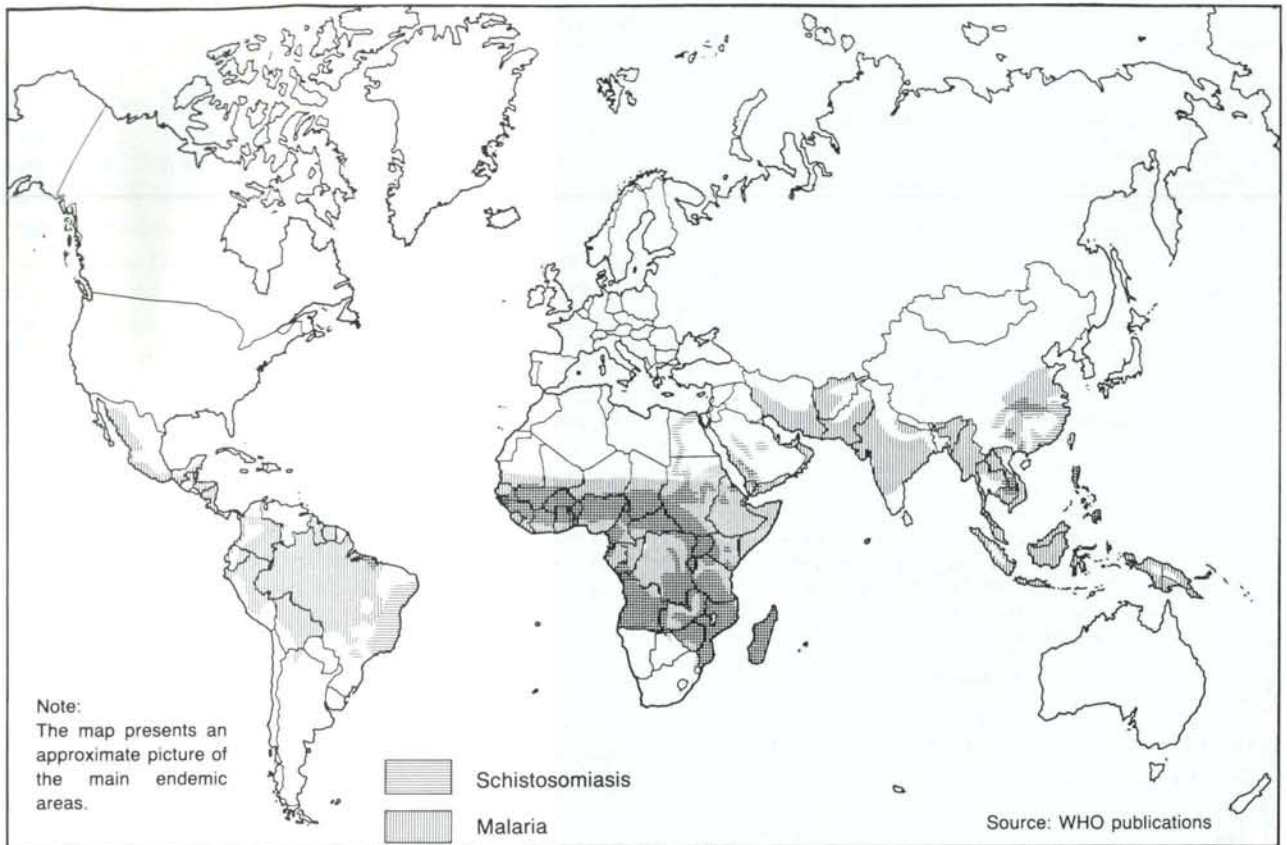 Note:
The map presents an
approximate picture of
the main endemic
areas.
Schistosomiasis
Malaria
Source: WHO publications